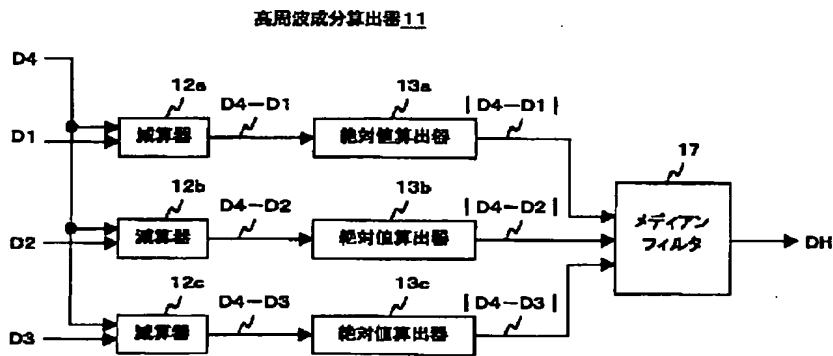 高周波成分算出器11
D4
12a
D4−D1
13a
|D4−D1|
D1
減算器
絶対値算出器
17
12b
D4−D2
13b
|D4−D2|
メディアン
フィルタ
D2
減算器
絶対値算出器
DH
12c
D4−D3
13c
|D4−D3|
D3
減算器
絶対値算出器